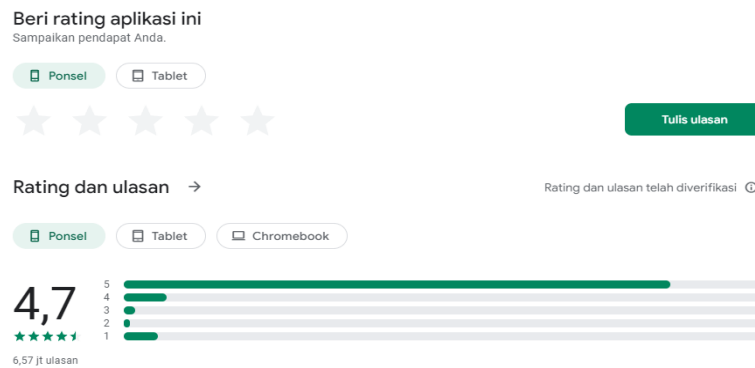 Beri rating aplikasi ini
Sampaikan pendapat Anda.
Ponsel Tablet
Tulis ulasan
Rating dan ulasan → Rating dan ulasan telah diverifikasi
Ponsel Tablet Chromebook
4,7
5
4
3
2
1
6,57 jt ulasan